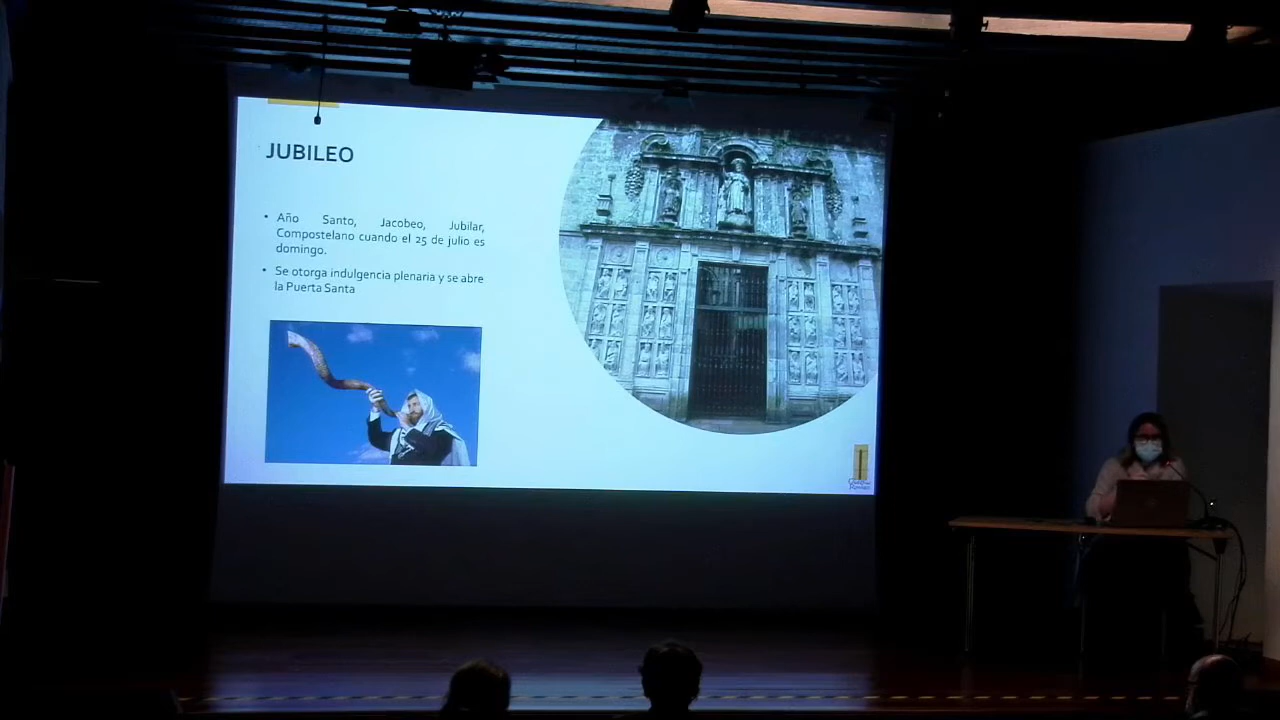 JUBILEO
• Año Santo, Jacobeo, Jubilar,
Compostelano cuando el 25 de julio es
domingo.
• Se otorga indulgencia plenaria y se abre
la Puerta Santa